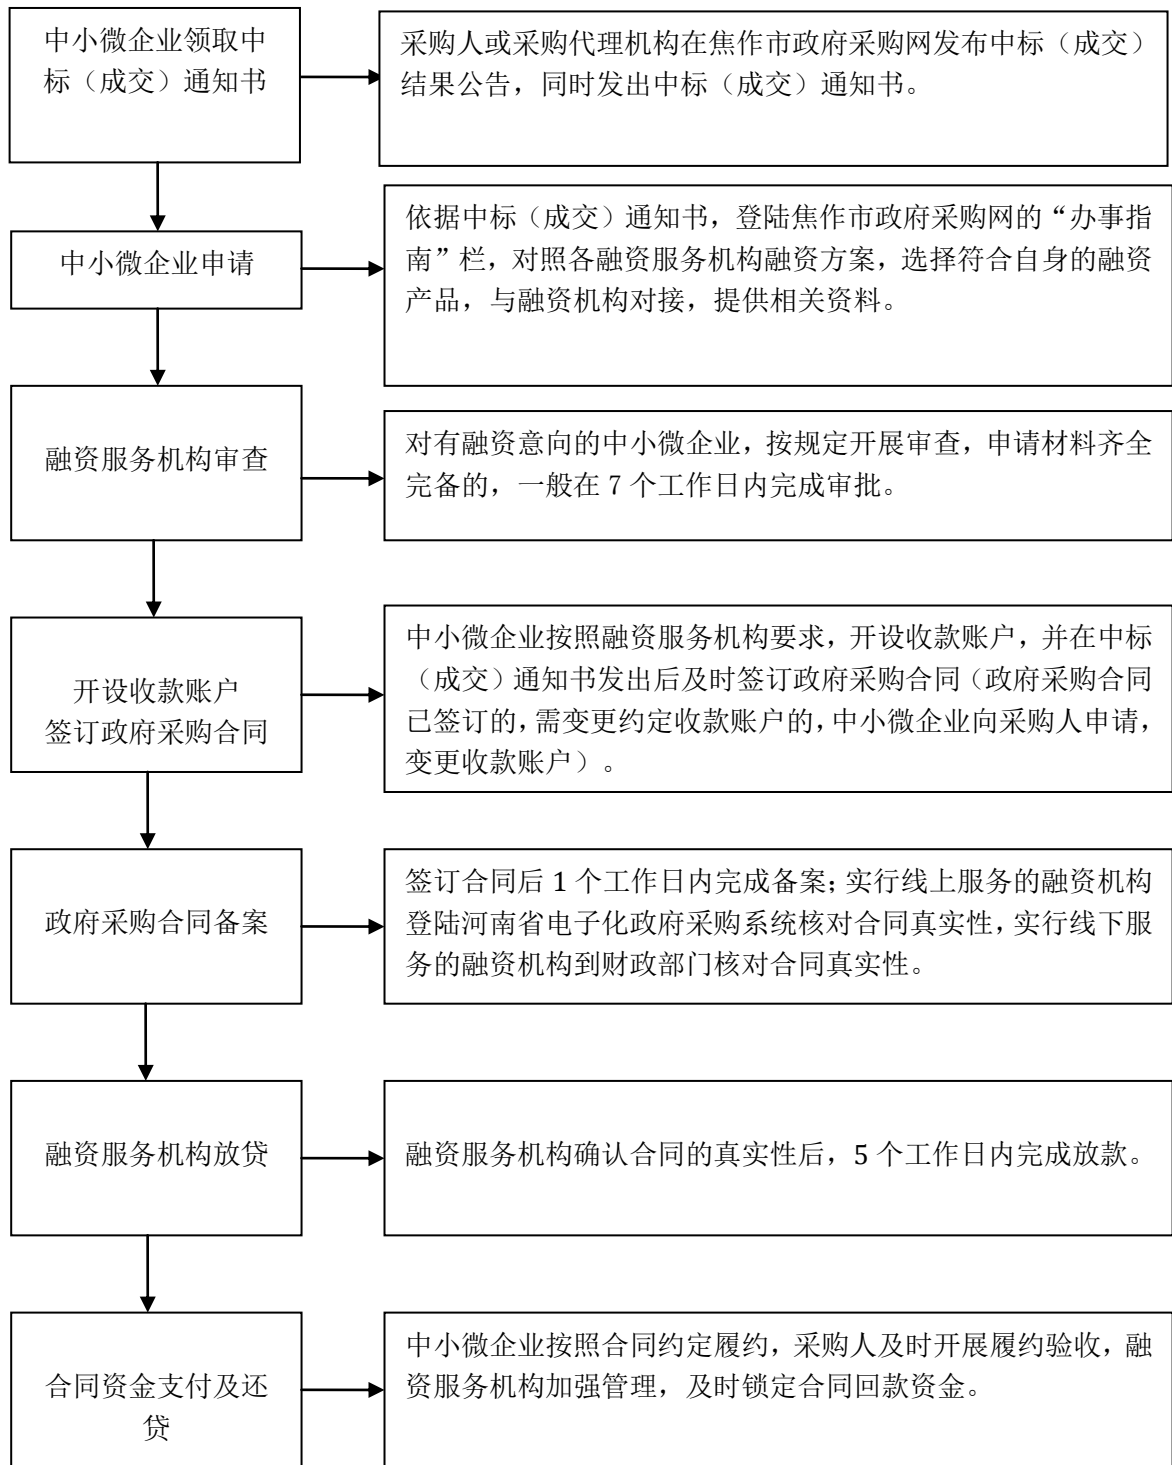 中小微企业领取中
标（成交）通知书
采购人或采购代理机构在焦作市政府采购网发布中标（成交）
结果公告，同时发出中标（成交）通知书。
中小微企业申请
依据中标（成交）通知书，登陆焦作市政府采购网的“办事指
南”栏，对照各融资服务机构融资方案，选择符合自身的融资
产品，与融资机构对接，提供相关资料。
融资服务机构审查
对有融资意向的中小微企业，按规定开展审查，申请材料齐全
完备的，一般在 7 个工作日内完成审批。
开设收款账户
签订政府采购合同
中小微企业按照融资服务机构要求，开设收款账户，并在中标
（成交）通知书发出后及时签订政府采购合同（政府采购合同
已签订的，需变更约定收款账户的，中小微企业向采购人申请，
变更收款账户）。
政府采购合同备案
签订合同后 1 个工作日内完成备案；实行线上服务的融资机构
登陆河南省电子化政府采购系统核对合同真实性，实行线下服
务的融资机构到财政部门核对合同真实性。
融资服务机构放贷
融资服务机构确认合同的真实性后，5 个工作日内完成放款。
合同资金支付及还
贷
中小微企业按照合同约定履约，采购人及时开展履约验收，融
资服务机构加强管理，及时锁定合同回款资金。